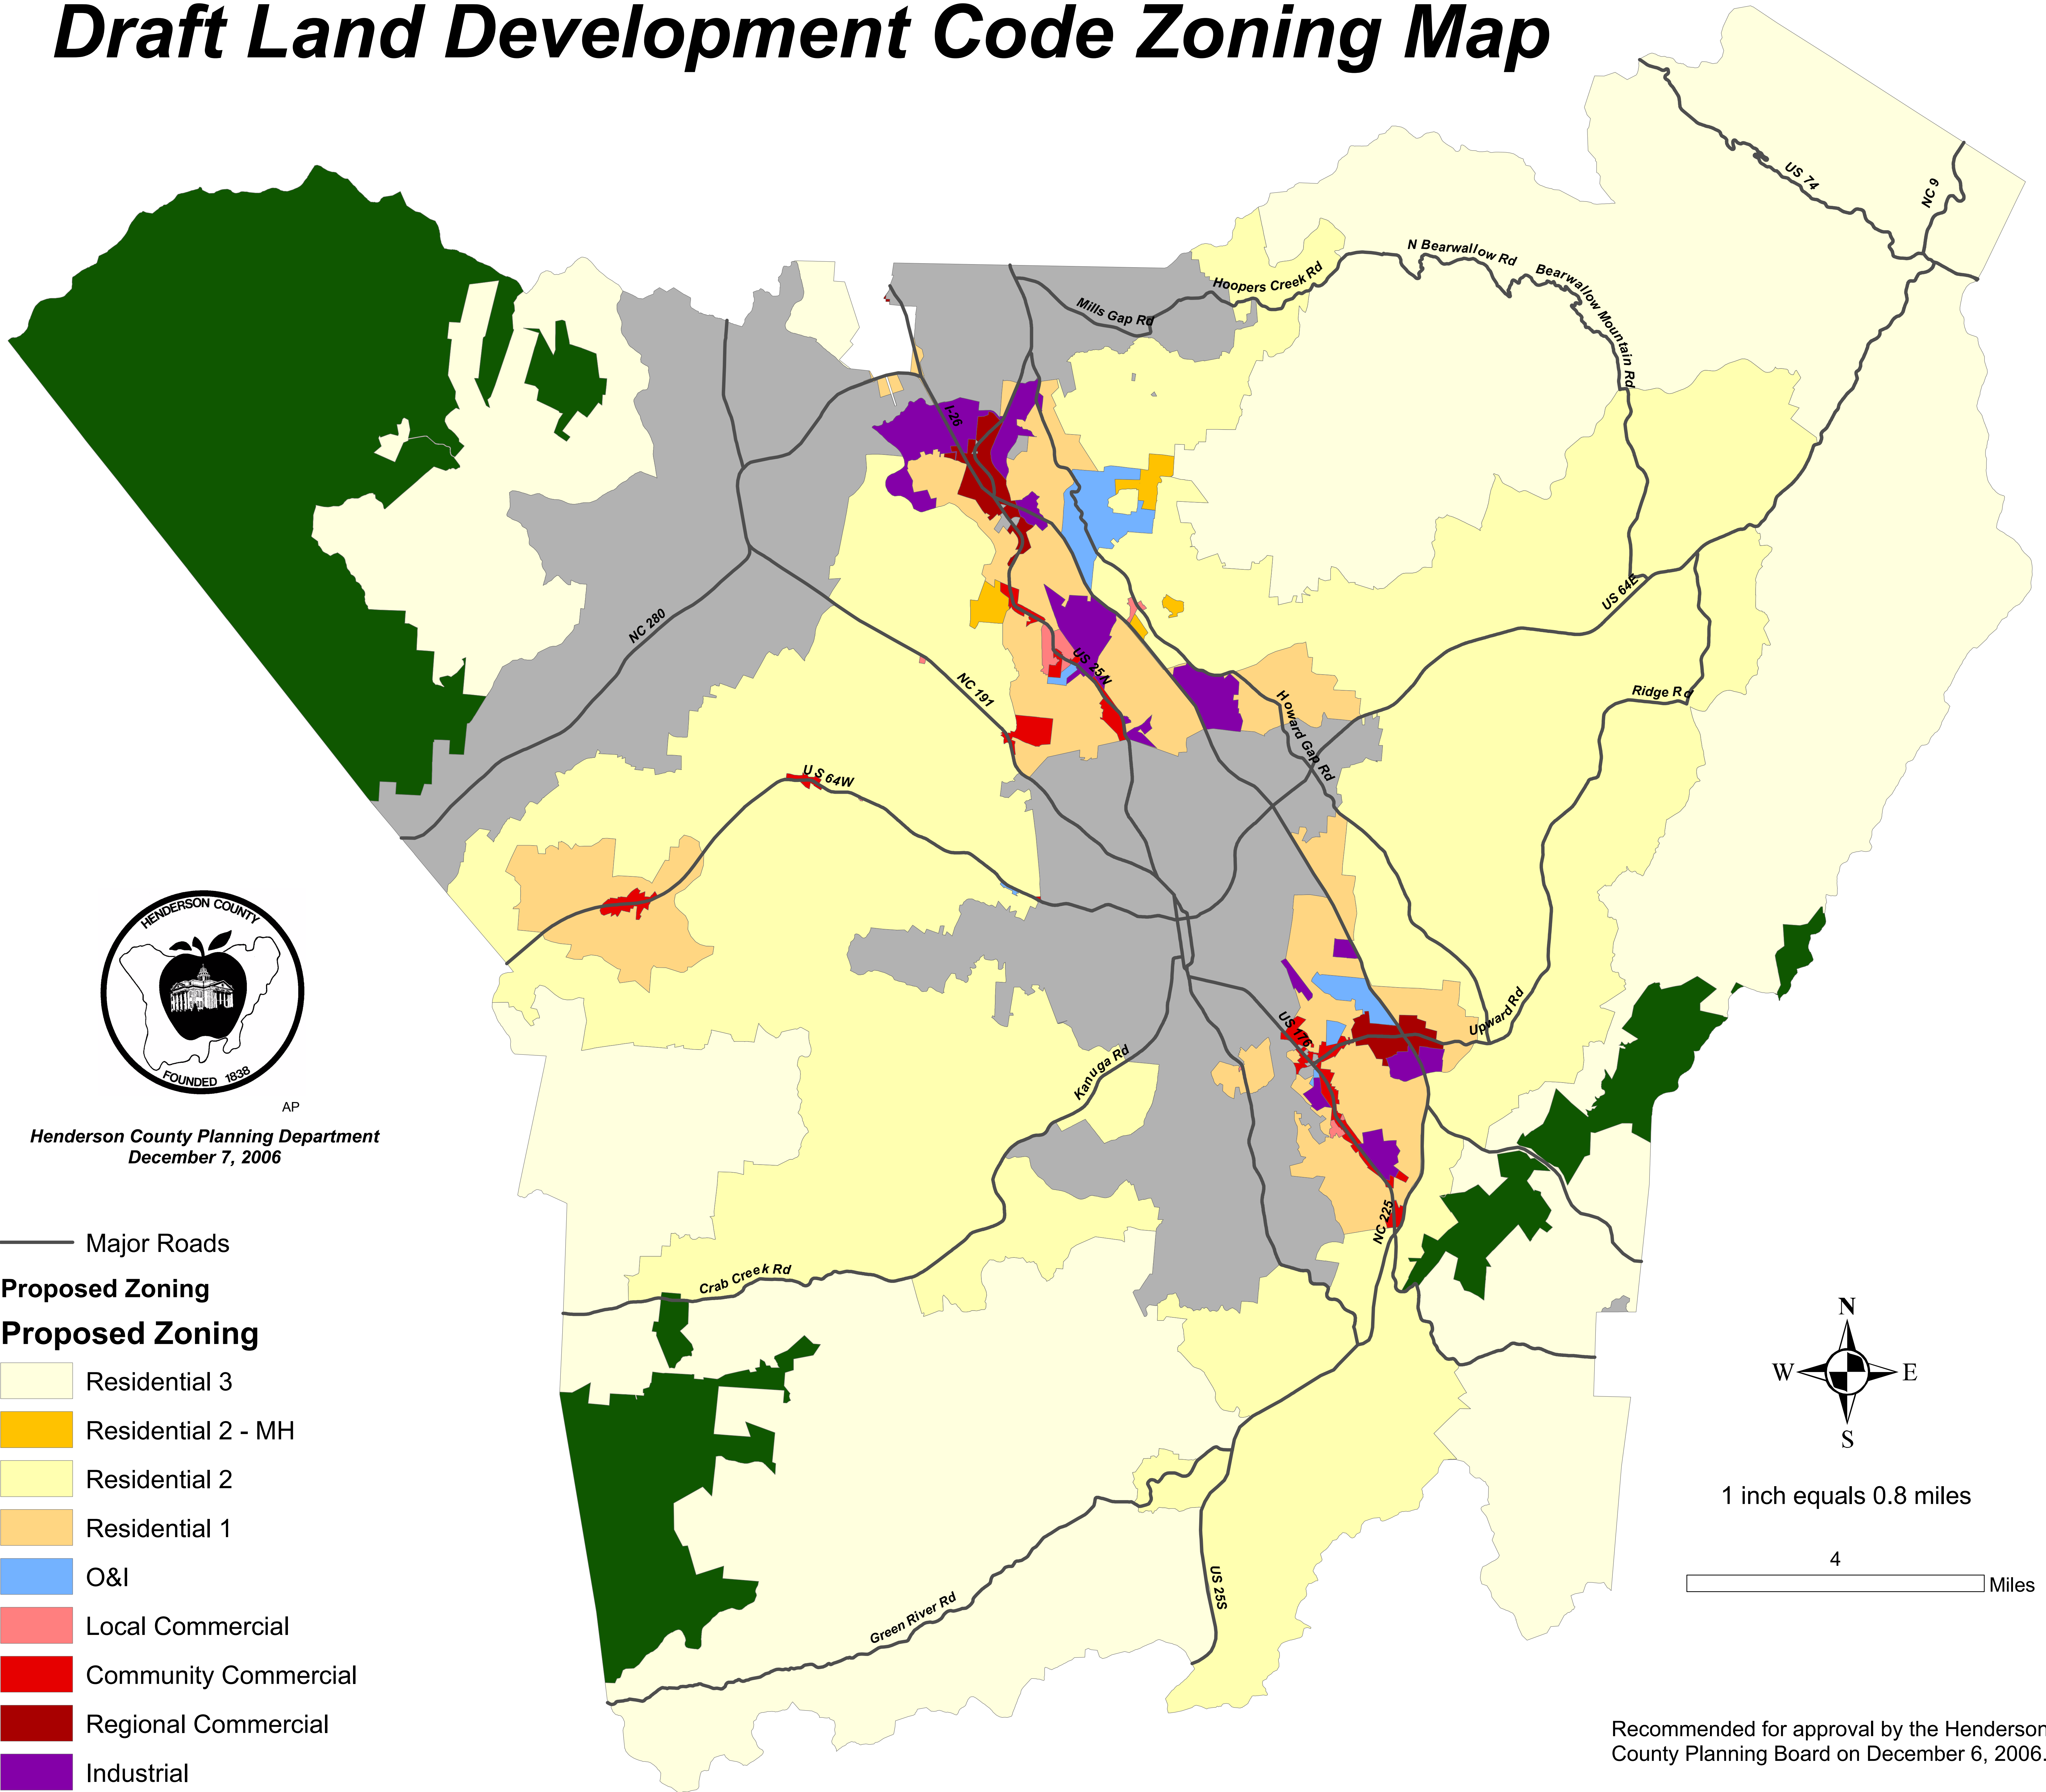 Draft Land Development Code Zoning Map
US 74
NC 9
N Bearwallow Rd
Bearwallow Mountain Rd
Hoopers Creek Rd
Mills Gap Rd
I-26
NC 280
US 64E
US 25N
NC 191
Ridge Rd
Howard Gap Rd
US 64W
HENDERSON COUNTY
FOUNDED 1838
AP
Henderson County Planning Department
December 7, 2006
US 176
Upward Rd
Kanuga Rd
NC 225
Crab Creek Rd
US 25S
Green River Rd
Major Roads
Proposed Zoning
Proposed Zoning
Residential 3
Residential 2 - MH
Residential 2
Residential 1
O&I
Local Commercial
Community Commercial
Regional Commercial
Industrial
N
W E
S
1 inch equals 0.8 miles
4
Miles
Recommended for approval by the Henderson
County Planning Board on December 6, 2006.